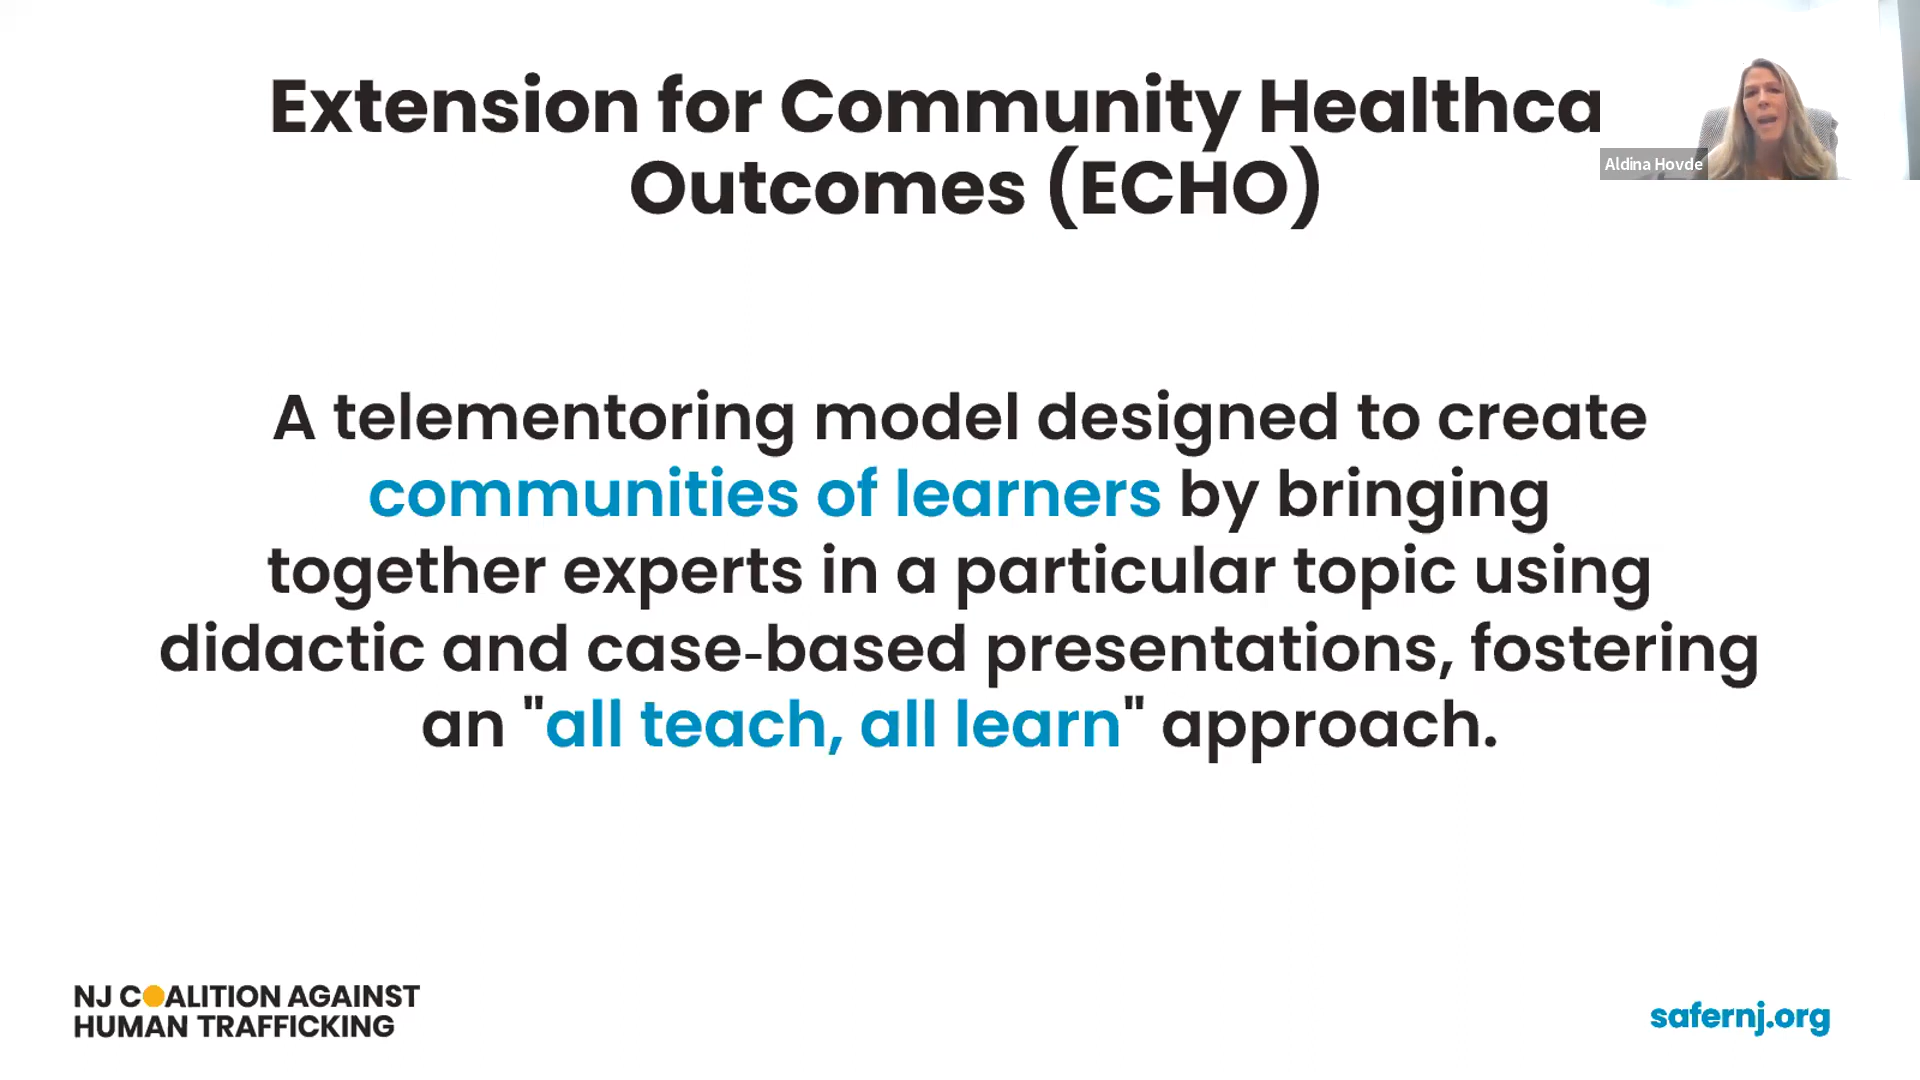 Extension for Community Healthca
Outcomes (ECHO)
Aldina Hovde
A telementoring model designed to create
communities of learners by bringing
together experts in a particular topic using
didactic and case-based presentations, fostering
an "all teach, all learn" approach.
NJ COALITION AGAINST
HUMAN TRAFFICKING
safernj.org